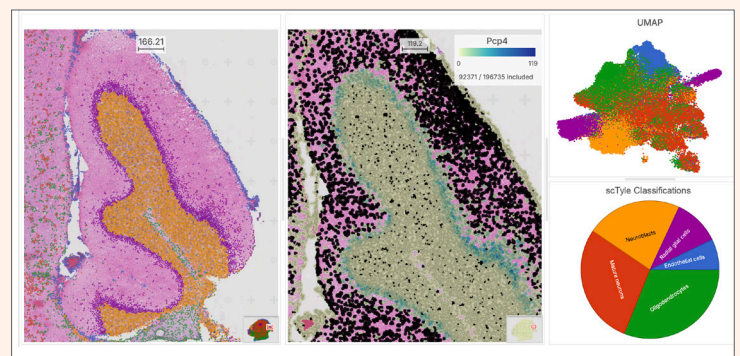 166.21
119.2
Pcp4
0 119
92371 / 196735 included
UMAP
scTyle Classifications
Neuroblasts
Radial glial cells
Endothelial cells
Mature neurons
Oligodendrocytes